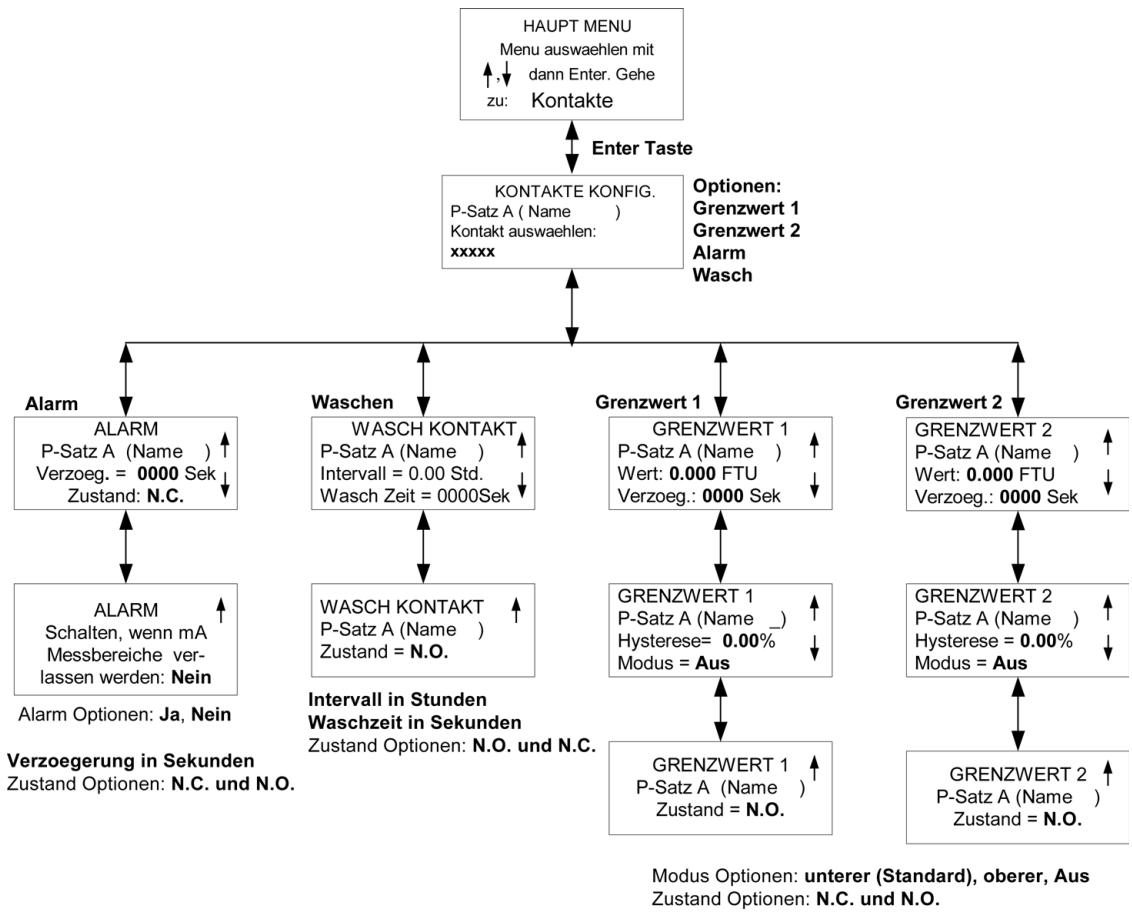 HAUPT MENU
Menu auswaehlen mit
↑,↓ dann Enter. Gehe
zu: Kontakte
Enter Taste
KONTAKTE KONFIG.
P-Satz A ( Name )
Kontakt auswaehlen:
xxxxx
Optionen:
Grenzwert 1
Grenzwert 2
Alarm
Wasch
Alarm
ALARM
P-Satz A (Name ) ↑
Verzoeg. = 0000 Sek
Zustand: N.C. ↓
ALARM ↑
Schalten, wenn mA
Messbereiche ver-
lassen werden: Nein
Alarm Optionen: Ja, Nein
Verzoegerung in Sekunden
Zustand Optionen: N.C. und N.O.
Waschen
WASCH KONTAKT
P-Satz A (Name ) ↑
Intervall = 0.00 Std.
Wasch Zeit = 0000Sek ↓
WASCH KONTAKT ↑
P-Satz A (Name )
Zustand = N.O.
Intervall in Stunden
Waschzeit in Sekunden
Zustand Optionen: N.O. und N.C.
Grenzwert 1
GRENZWERT 1
P-Satz A (Name ) ↑
Wert: 0.000 FTU
Verzoeg.: 0000 Sek ↓
GRENZWERT 1
P-Satz A (Name _) ↑
Hysterese= 0.00%
Modus = Aus ↓
GRENZWERT 1 ↑
P-Satz A (Name )
Zustand = N.O.
Grenzwert 2
GRENZWERT 2
P-Satz A (Name ) ↑
Wert: 0.000 FTU
Verzoeg.: 0000 Sek ↓
GRENZWERT 2
P-Satz A (Name ) ↑
Hysterese = 0.00%
Modus = Aus ↓
GRENZWERT 2 ↑
P-Satz A (Name )
Zustand = N.O.
Modus Optionen: unterer (Standard), oberer, Aus
Zustand Optionen: N.C. und N.O.